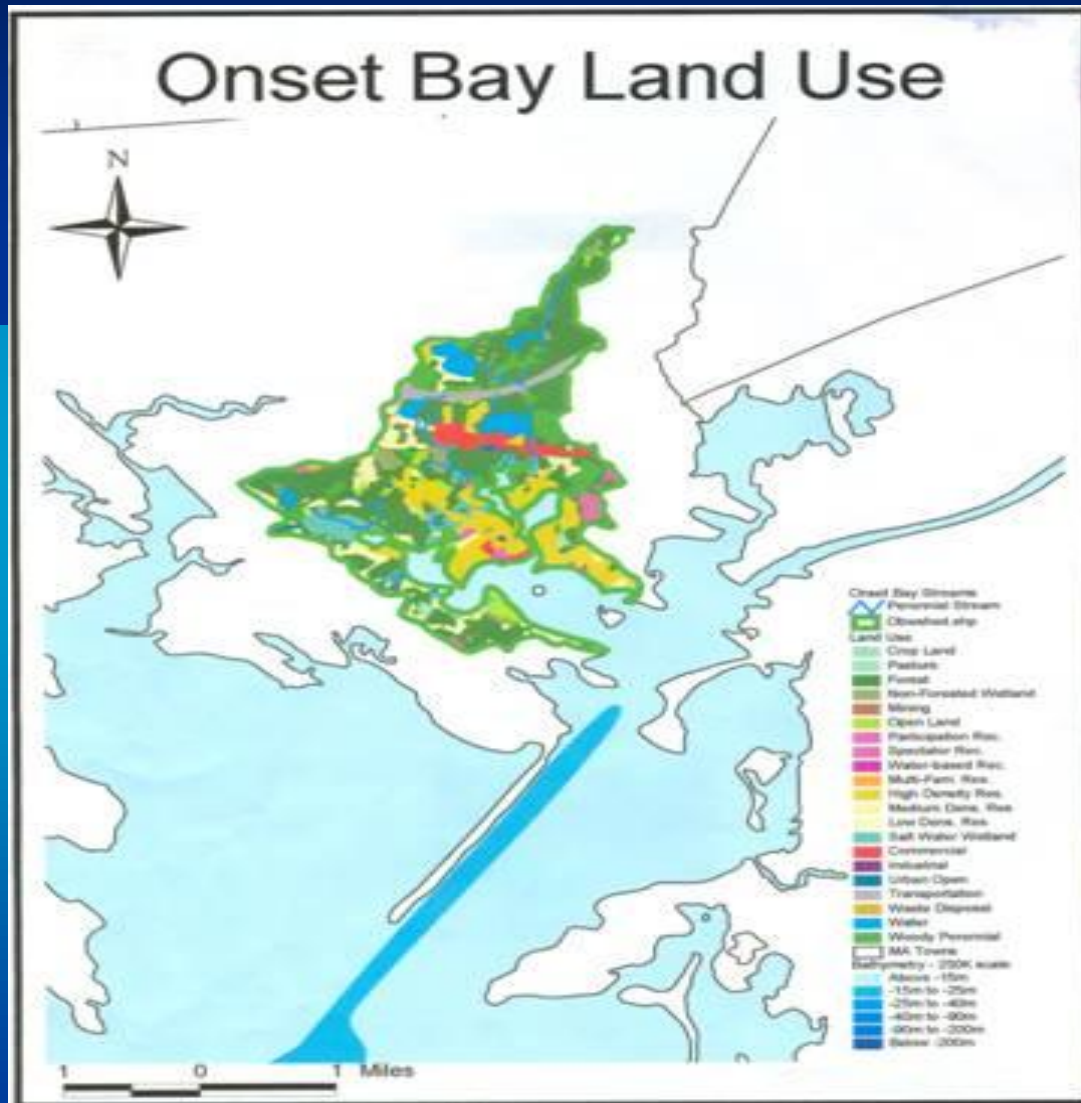 Onset Bay Land Use
N
Onset Bay Streams
Perennial Stream
Obwshed.shp
Land Use
Crop Land
Pasture
Forest
Non-Forested Wetland
Mining
Open Land
Participation Rec.
Spectator Rec.
Water-based Rec.
Multi-Fam. Res.
High Density Res.
Medium Dens. Res.
Low Dens. Res.
Salt Water Wetland
Commercial
Industrial
Urban Open
Transportation
Waste Disposal
Water
Woody Perennial
MA Towns
Bathymetry - 250K scale
Above -15m
-15m to -25m
-25m to -40m
-40m to
to -200m
Below -200m
1 0 1 Miles